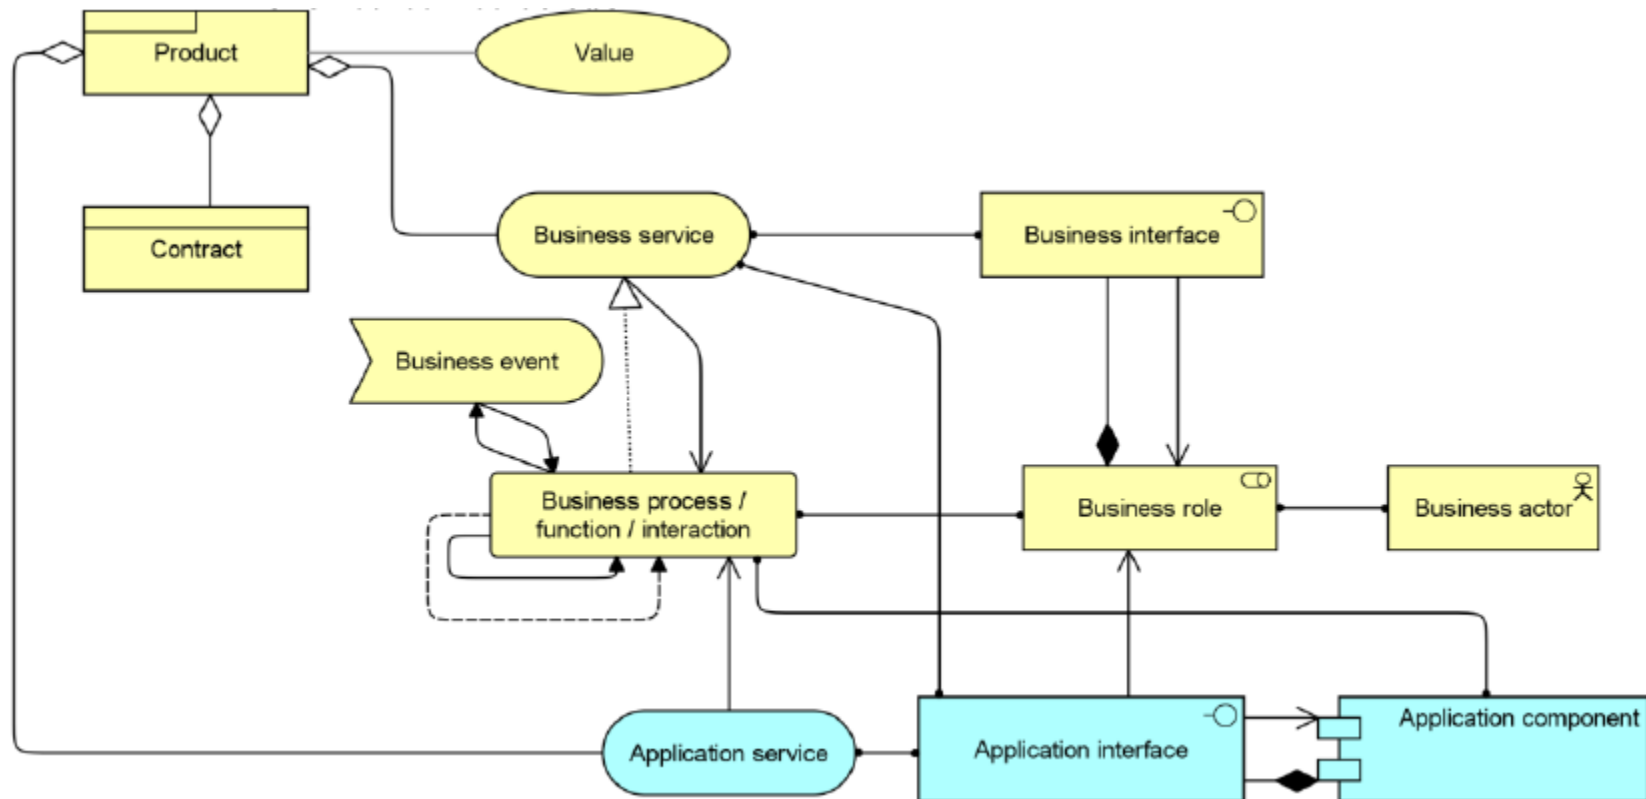 Product
Value
Contract
Business service
Business interface
Business event
Business process /
function / interaction
Business role
Business actor
Application service
Application interface
Application component